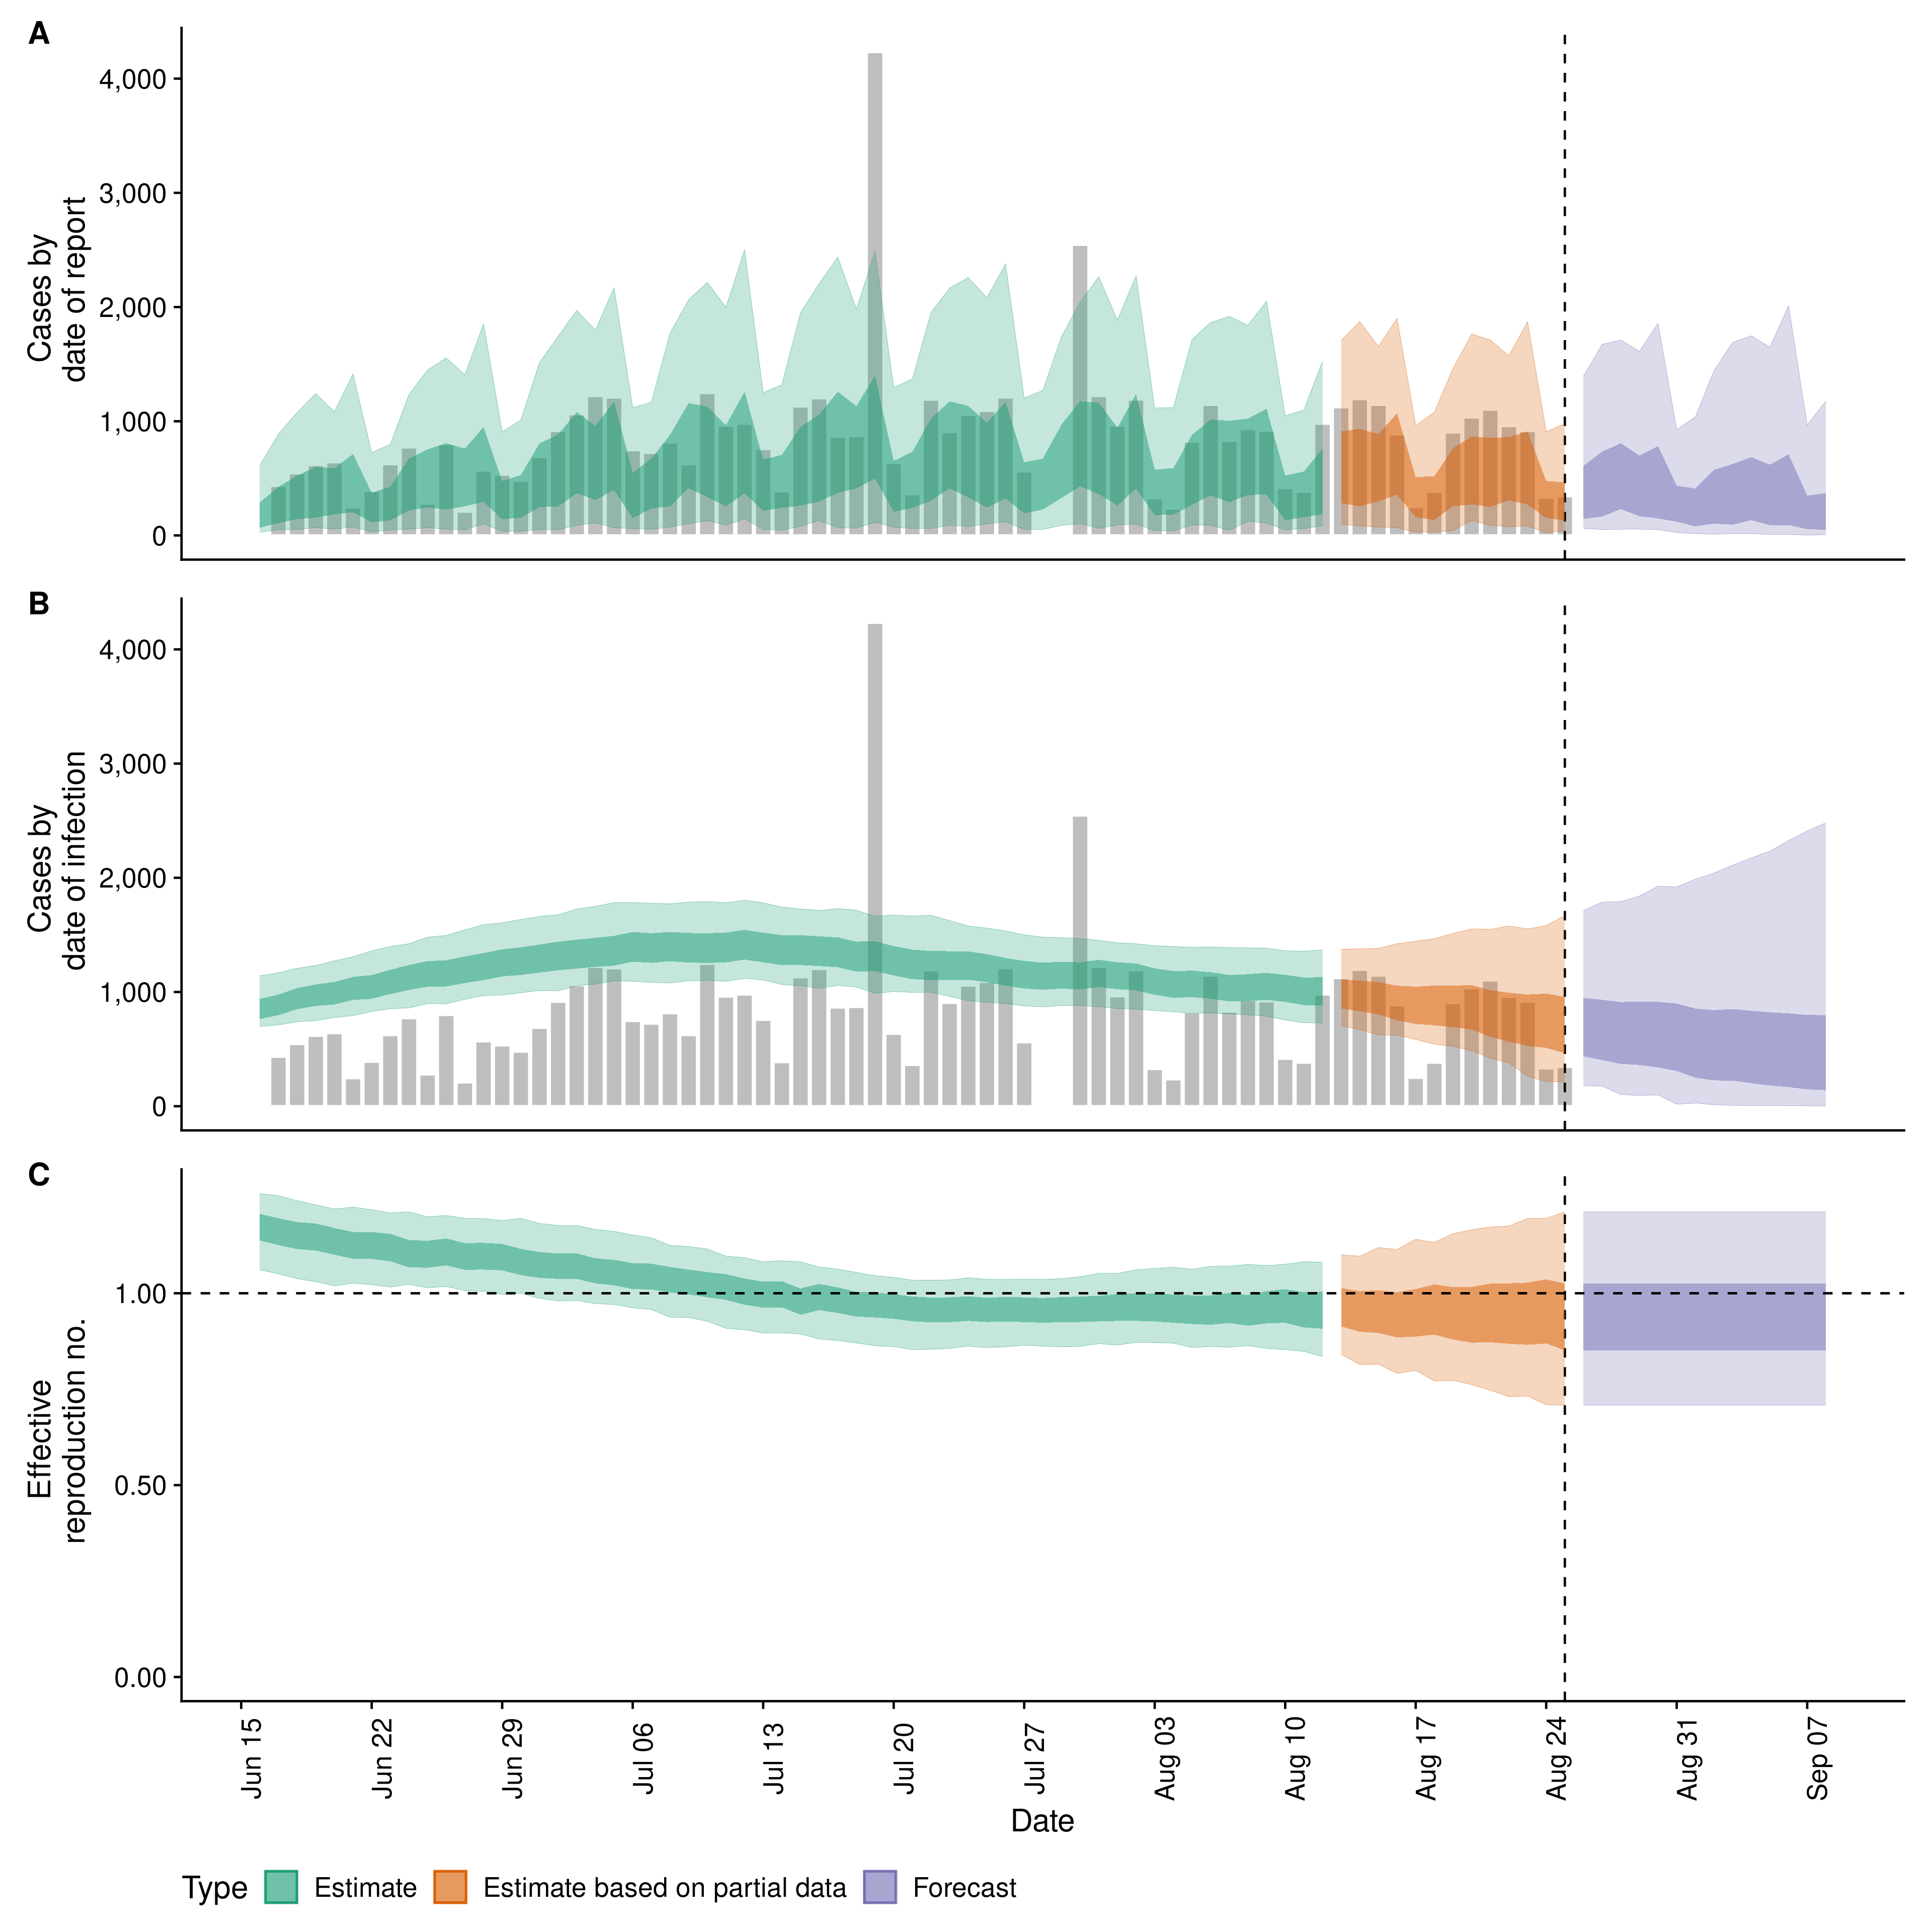 A
4,000
3,000
2,000
1,000
0
Cases by
date of report
B
4,000
3,000
2,000
1,000
0
Cases by
date of infection
C
1.00
0.50
0.00
Effective
reproduction no.
Jun 15
Jun 22
Jun 29
Jul 06
Jul 13
Jul 20
Jul 27
Aug 03
Aug 10
Aug 17
Aug 24
Aug 31
Sep 07
Date
Type Estimate Estimate based on partial data Forecast